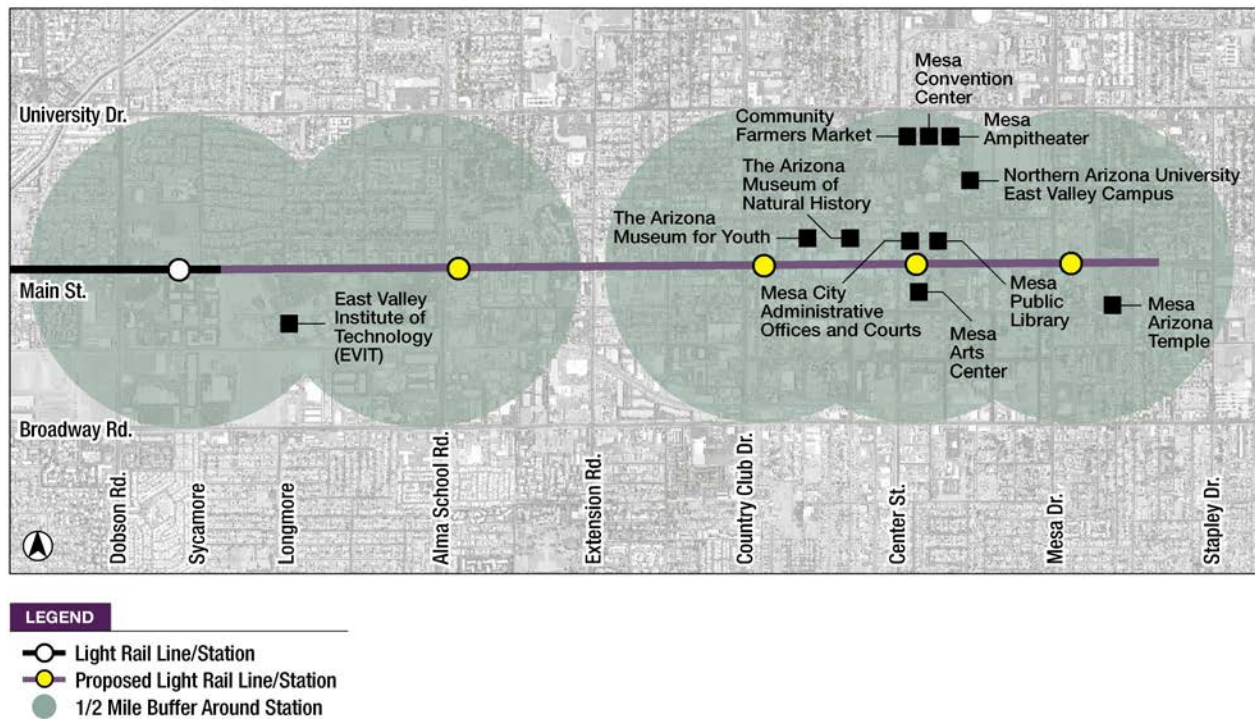 University Dr.
Main St.
Broadway Rd.
Mesa
Convention
Center
Community
Farmers Market
Mesa
Ampitheater
The Arizona
Museum of
Natural History
Northern Arizona University
East Valley Campus
The Arizona
Museum for Youth
East Valley
Institute of
Technology
(EVIT)
Mesa City
Administrative
Offices and Courts
Mesa
Arts
Center
Mesa
Public
Library
Mesa
Arizona
Temple
Dobson Rd.
Sycamore
Longmore
Alma School Rd.
Extension Rd.
Country Club Dr.
Center St.
Mesa Dr.
Stapley Dr.
LEGEND
Light Rail Line/Station
Proposed Light Rail Line/Station
1/2 Mile Buffer Around Station